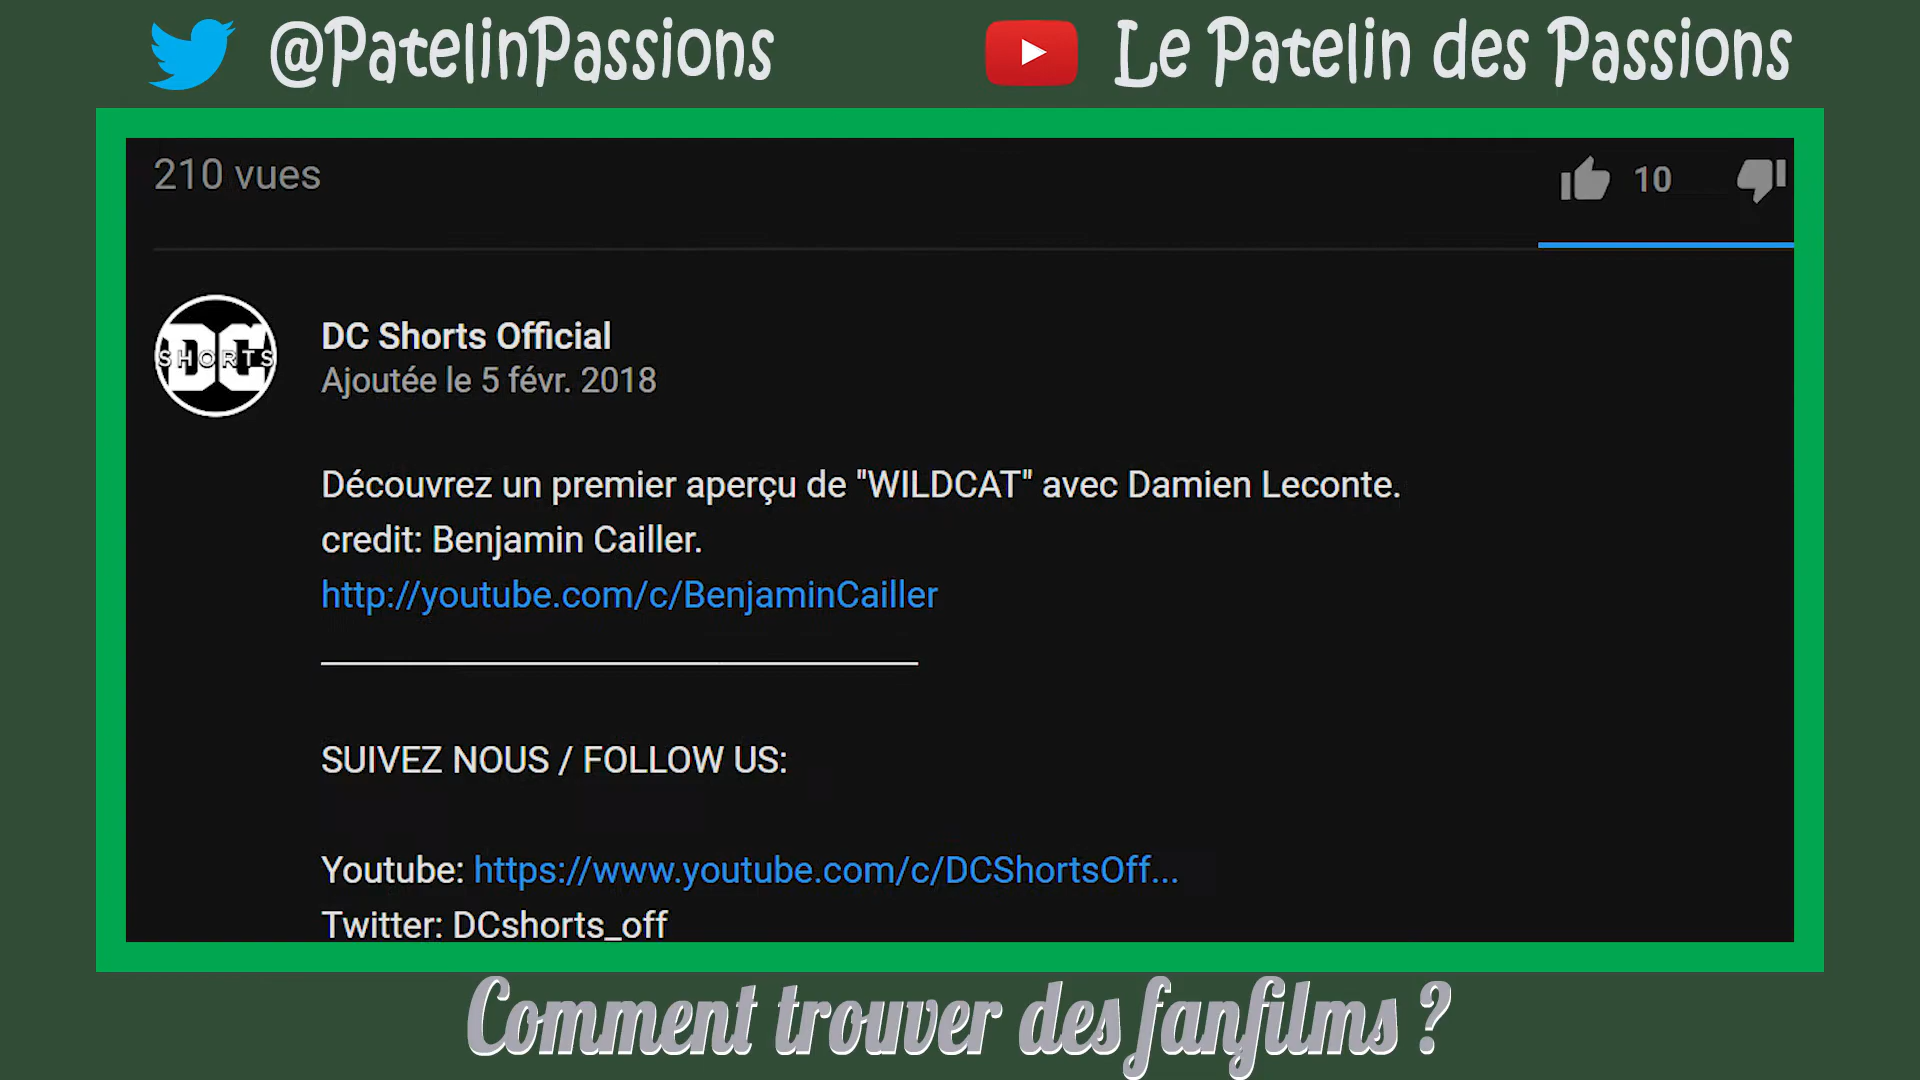 @PatelinPassions
Le Patelin des Passions
210 vues
10
DC SHORTS
DC Shorts Official
Ajoutée le 5 févr. 2018
Découvrez un premier aperçu de "WILDCAT" avec Damien Leconte.
credit: Benjamin Cailler.
http://youtube.com/c/BenjaminCailler
SUIVEZ NOUS / FOLLOW US:
Youtube: https://www.youtube.com/c/DCShortsOff...
Twitter: DCshorts_off
Comment trouver des fanfilms ?